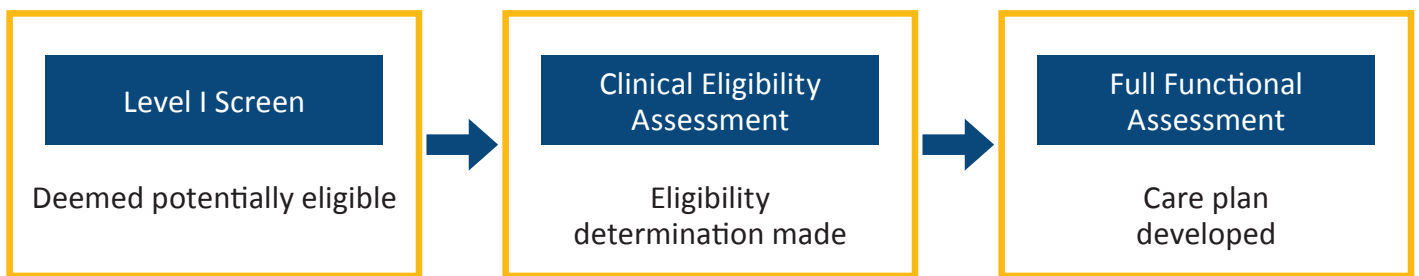 Level I Screen
Deemed potentially eligible
Clinical Eligibility
Assessment
Eligibility
determination made
Full Functional
Assessment
Care plan
developed